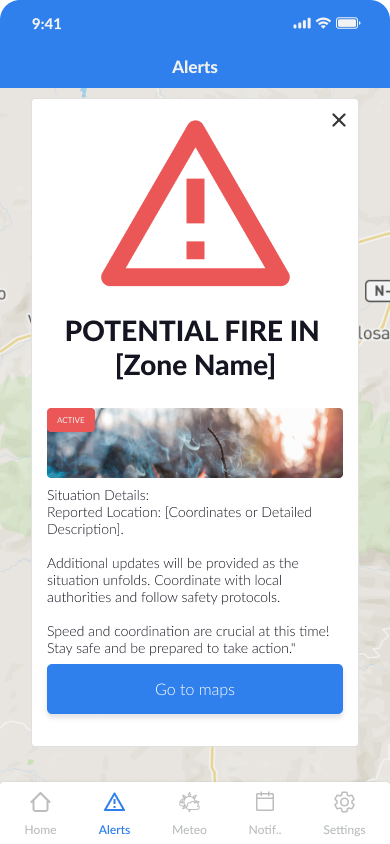 9:41
Alerts
N-
losa
POTENTIAL FIRE IN
[Zone Name]
ACTIVE
Situation Details:
Reported Location: [Coordinates or Detailed
Description].
Additional updates will be provided as the
situation unfolds. Coordinate with local
authorities and follow safety protocols.
Speed and coordination are crucial at this time!
Stay safe and be prepared to take action."
Go to maps
Home
Alerts
Meteo
Notif..
Settings